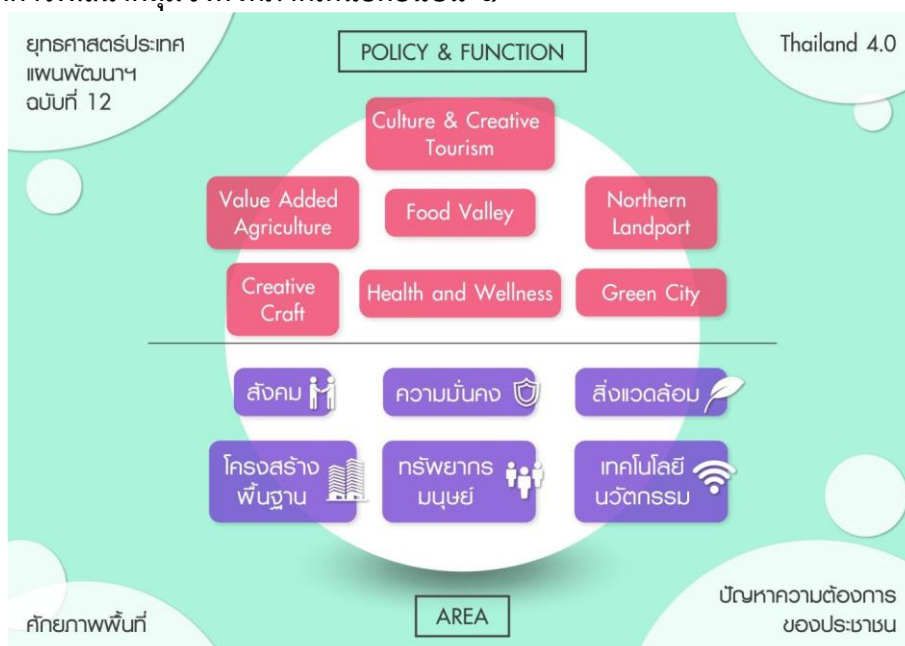 ยุทธศาสตร์ประเทศ
แผนพัฒนาฯ
ฉบับที่ 12
POLICY & FUNCTION
Thailand 4.0
Culture & Creative
Tourism
Value Added
Agriculture
Food Valley
Northern
Landport
Creative
Craft
Health and Wellness
Green City
สังคม
ความมั่นคง
สิ่งแวดล้อม
โครงสร้าง
พื้นฐาน
ทรัพยากร
มนุษย์
เทคโนโลยี
นวัตกรรม
ศักยภาพพื้นที่
AREA
ปัญหาความต้องการ
ของประชาชน